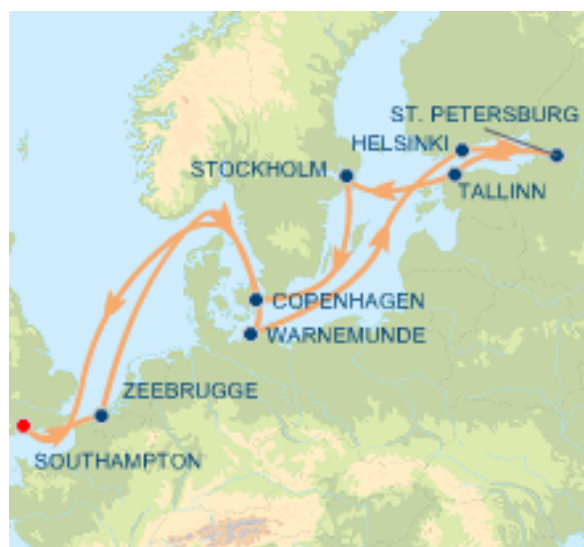 ST. PETERSBURG
HELSINKI
STOCKHOLM
TALLINN
COPENHAGEN
WARNEMUNDE
ZEEBRUGGE
SOUTHAMPTON